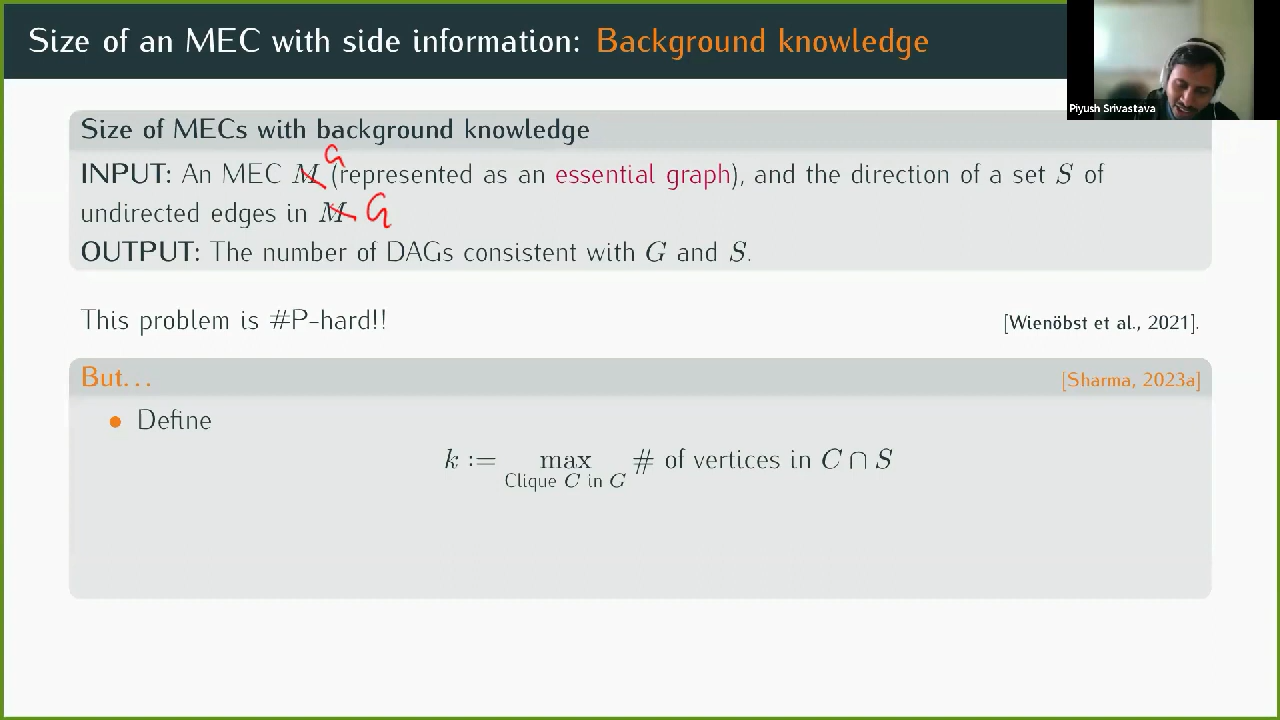 Size of an MEC with side information: Background knowledge
Piyush Srivastava
Size of MECs with background knowledge
G
INPUT: An MEC M (represented as an essential graph), and the direction of a set S of
undirected edges in M G
OUTPUT: The number of DAGs consistent with G and S.
This problem is #P-hard!!
[Wienöbst et al., 2021].
But...
[Sharma, 2023a]
• Define
k := max # of vertices in C ∩ S
Clique C in G